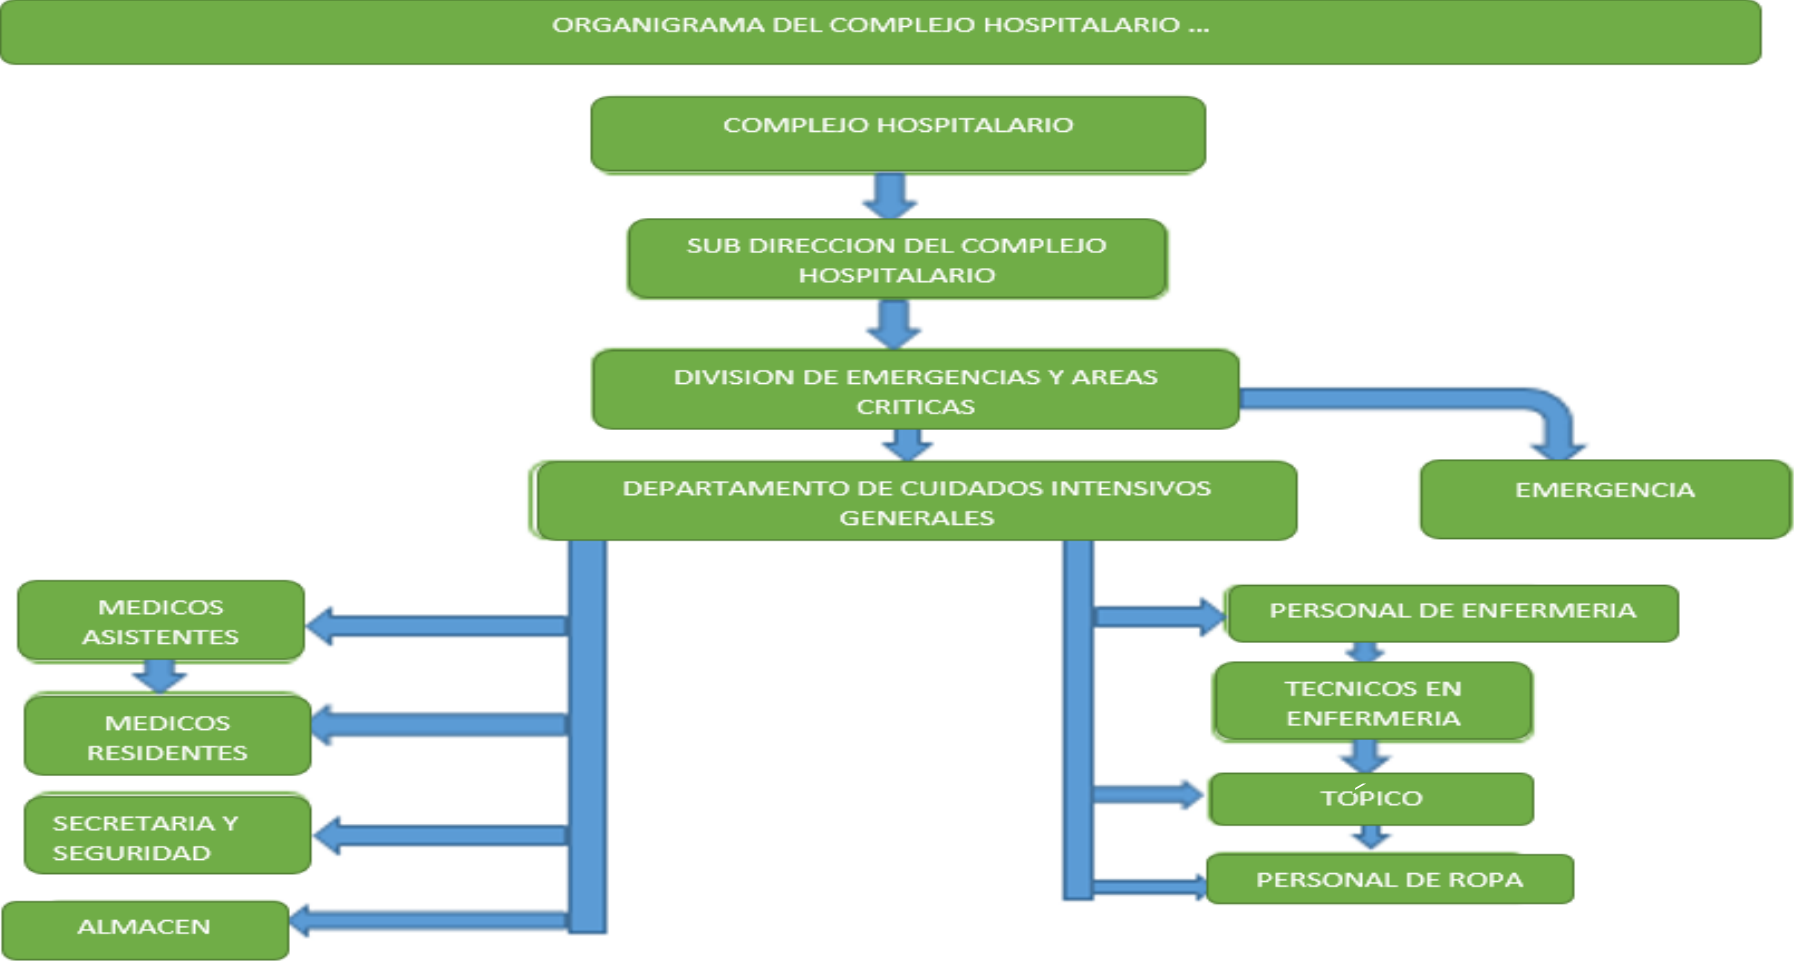 ORGANIGRAMA DEL COMPLEJO HOSPITALARIO ...
COMPLEJO HOSPITALARIO
SUB DIRECCION DEL COMPLEJO
HOSPITALARIO
DIVISION DE EMERGENCIAS Y AREAS
CRITICAS
DEPARTAMENTO DE CUIDADOS INTENSIVOS
GENERALES
EMERGENCIA
MEDICOS
ASISTENTES
MEDICOS
RESIDENTES
SECRETARIA Y
SEGURIDAD
ALMACEN
PERSONAL DE ENFERMERIA
TECNICOS EN
ENFERMERIA
TÓPICO
PERSONAL DE ROPA